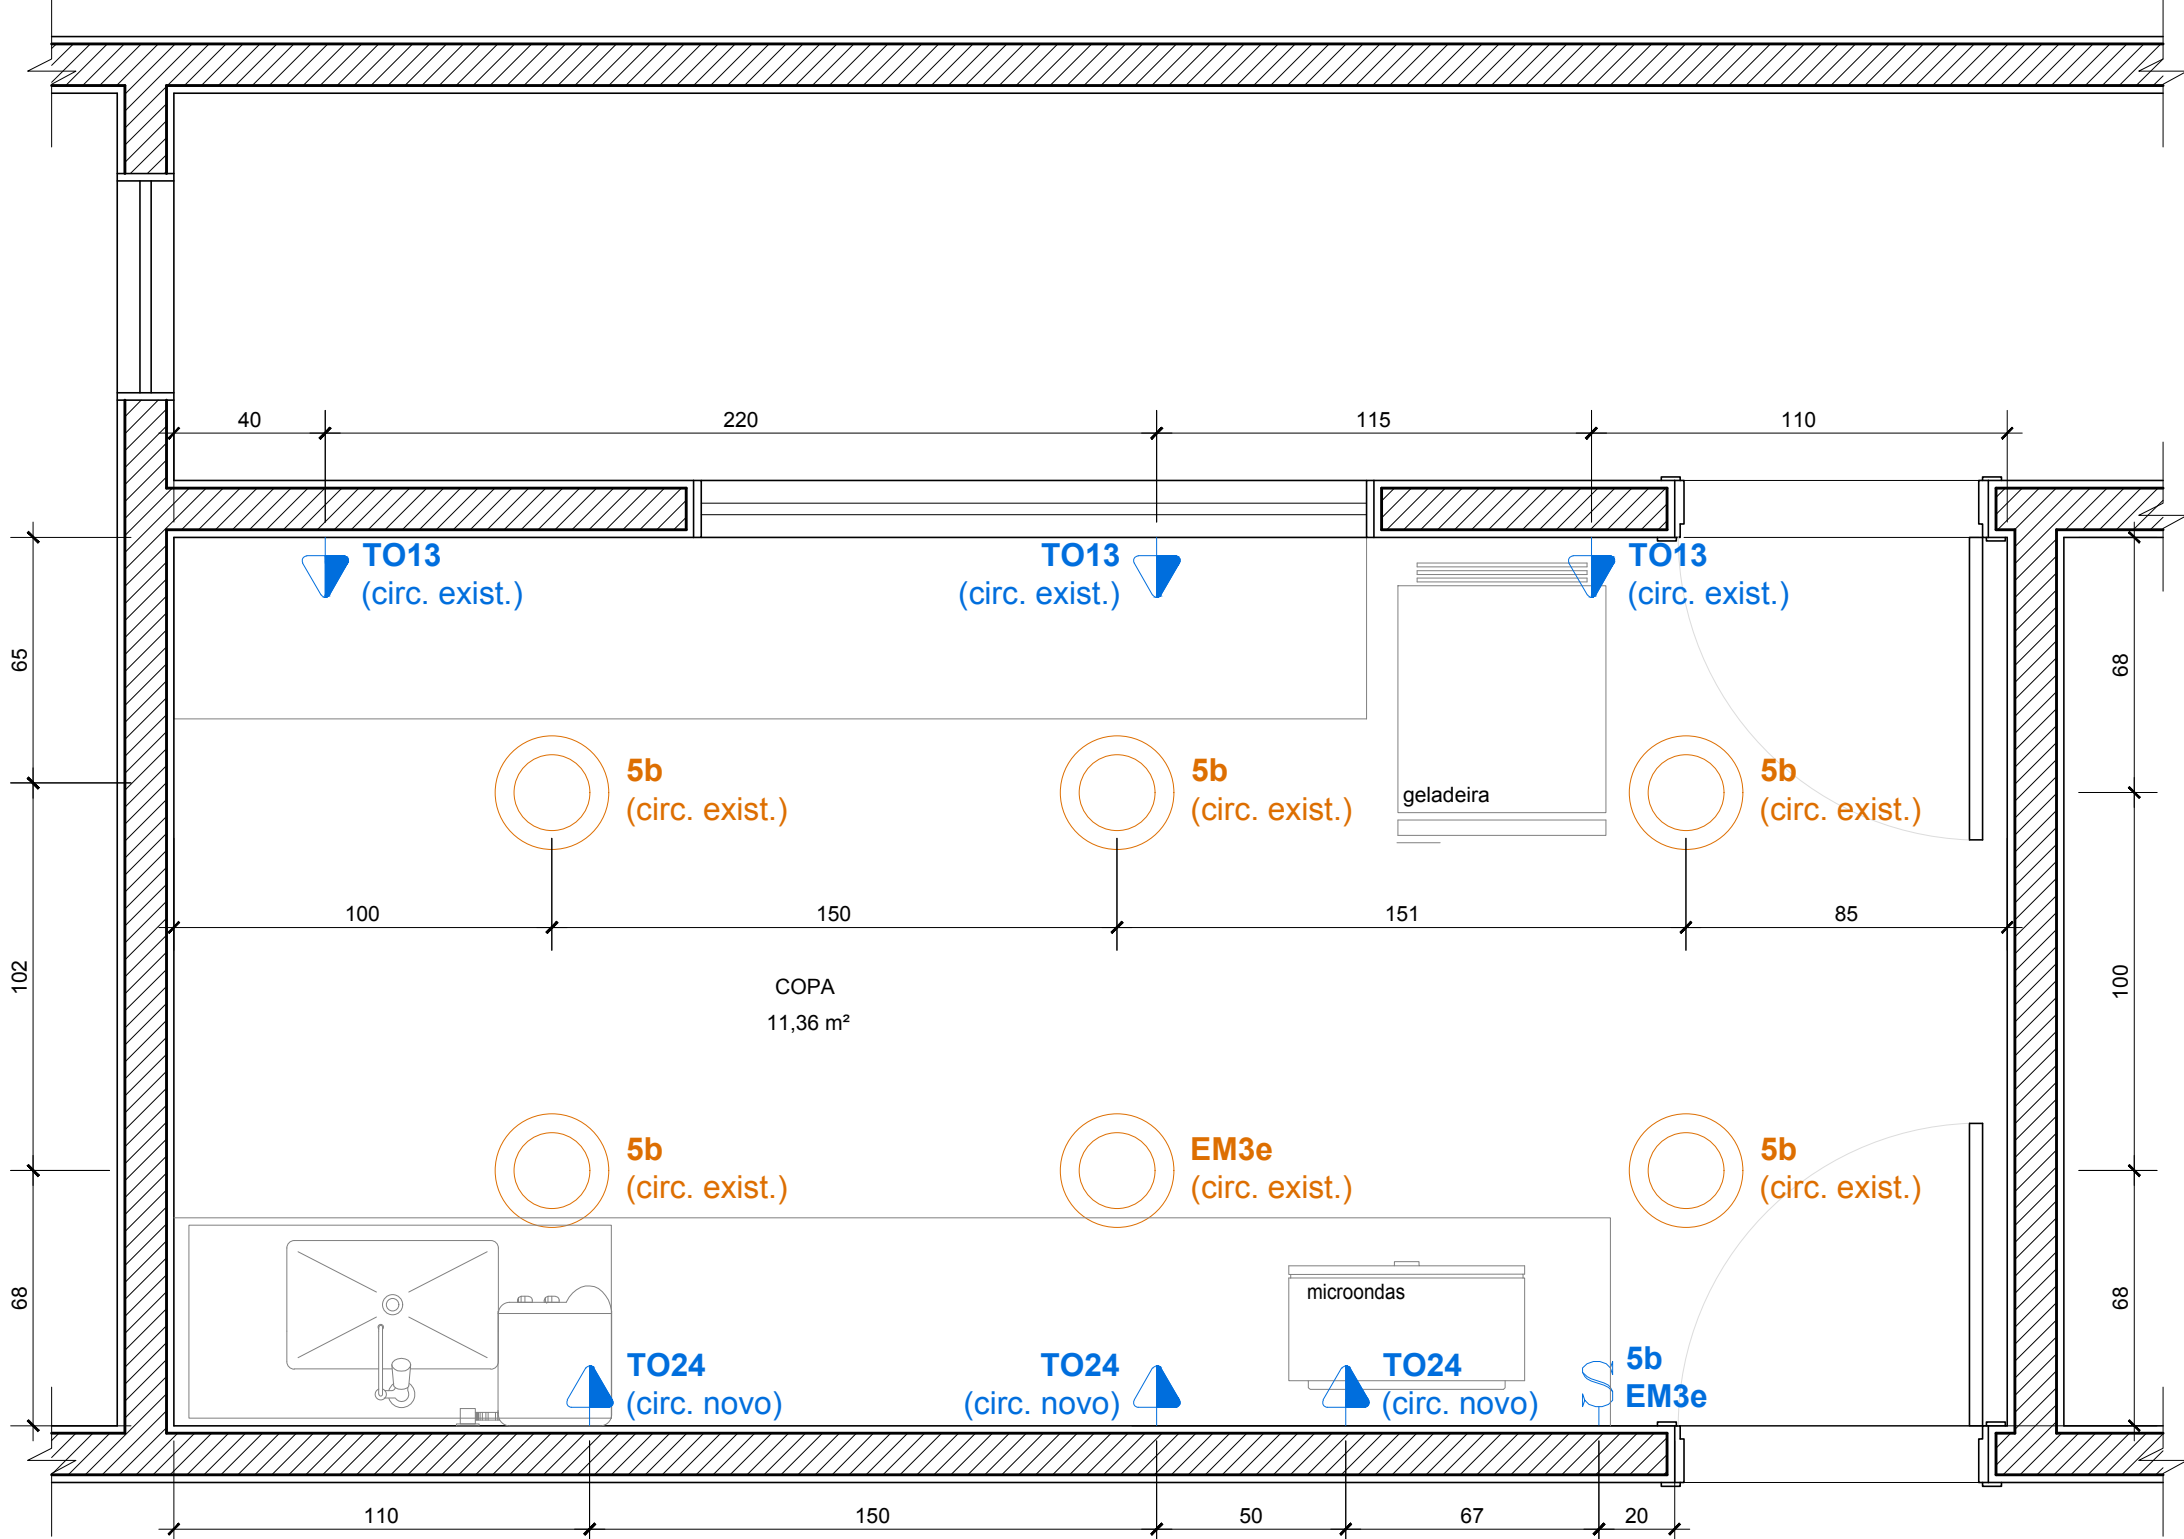 40
220
115
110
TO13
(circ. exist.)
TO13
(circ. exist.)
TO13
(circ. exist.)
65
68
5b
(circ. exist.)
5b
(circ. exist.)
geladeira
5b
(circ. exist.)
100
150
151
85
102
100
COPA
11,36 m²
5b
(circ. exist.)
EM3e
(circ. exist.)
5b
(circ. exist.)
68
68
microondas
TO24
(circ. novo)
TO24
(circ. novo)
TO24
(circ. novo)
S
5b
EM3e
110
150
50
67
20